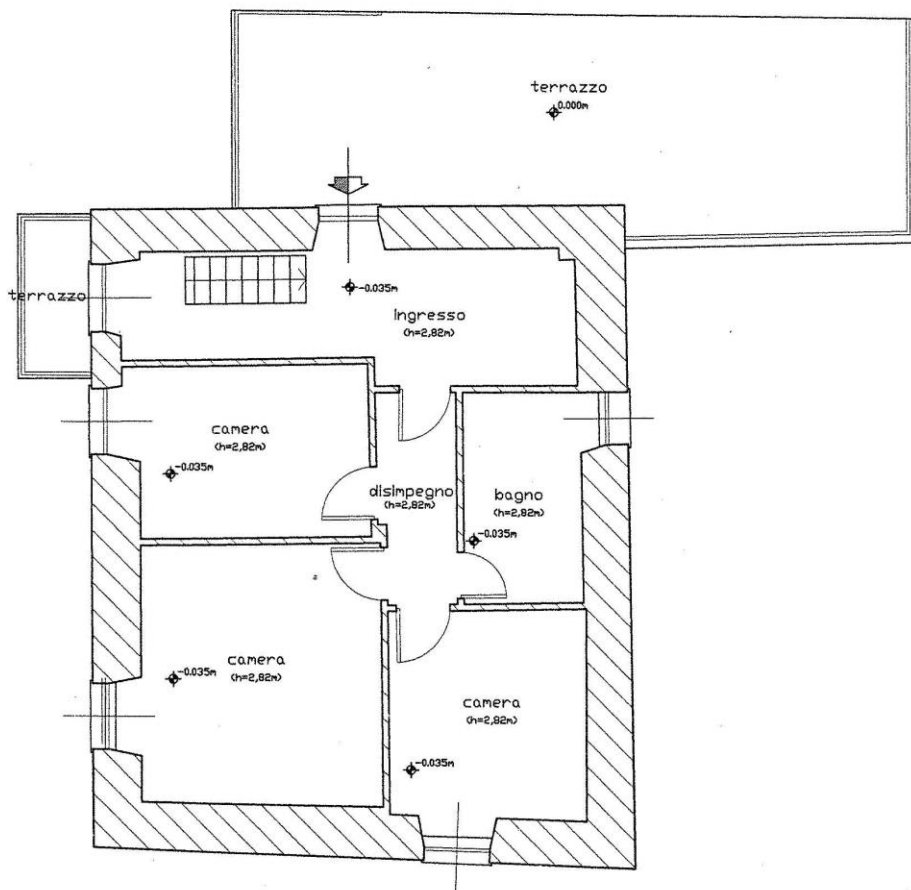 terrazzo
0.000m
-0.035m
terrazzo
ingresso
(h=2,82m)
camera
(h=2,82m)
-0.035m
disimpegno
(h=2,82m)
bagno
(h=2,82m)
-0.035m
camera
(h=2,82m)
-0.035m
camera
(h=2,82m)
-0.035m